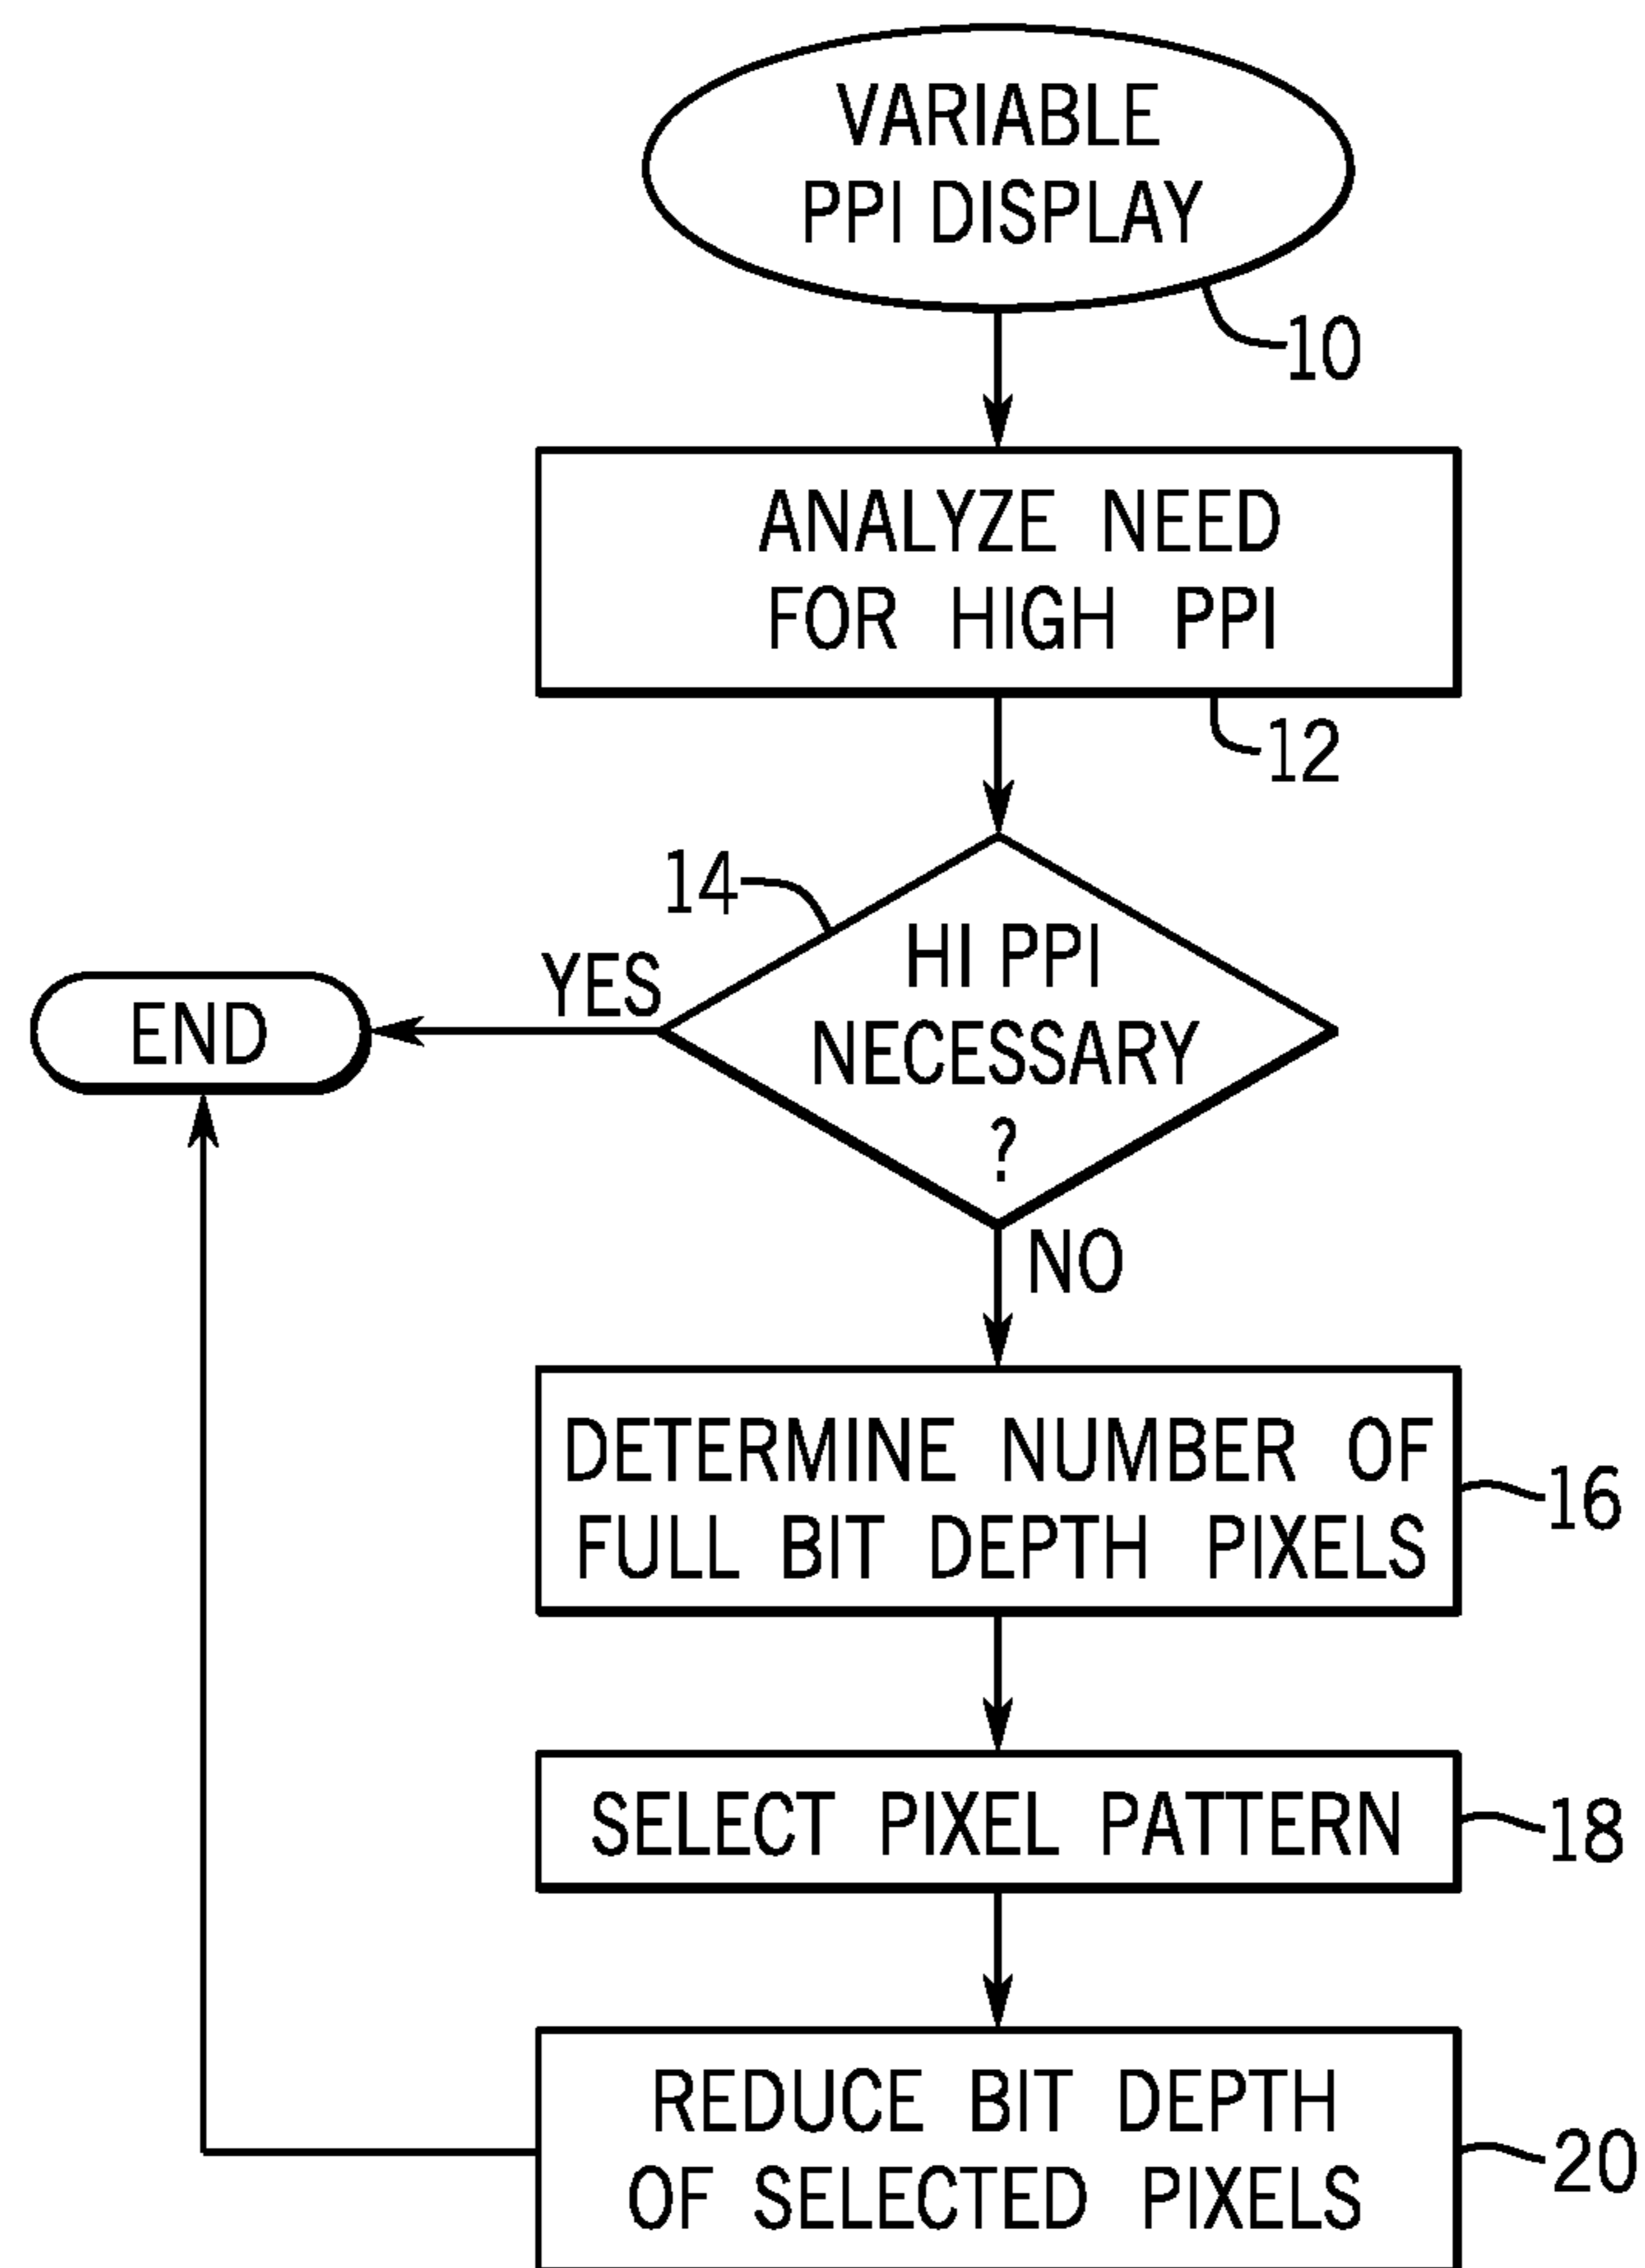 VARIABLE
PPI DISPLAY
10
ANALYZE NEED
FOR HIGH PPI
12
14
HI PPI
NECESSARY
?
YES
END
NO
DETERMINE NUMBER OF
FULL BIT DEPTH PIXELS
16
SELECT PIXEL PATTERN
18
REDUCE BIT DEPTH
OF SELECTED PIXELS
20